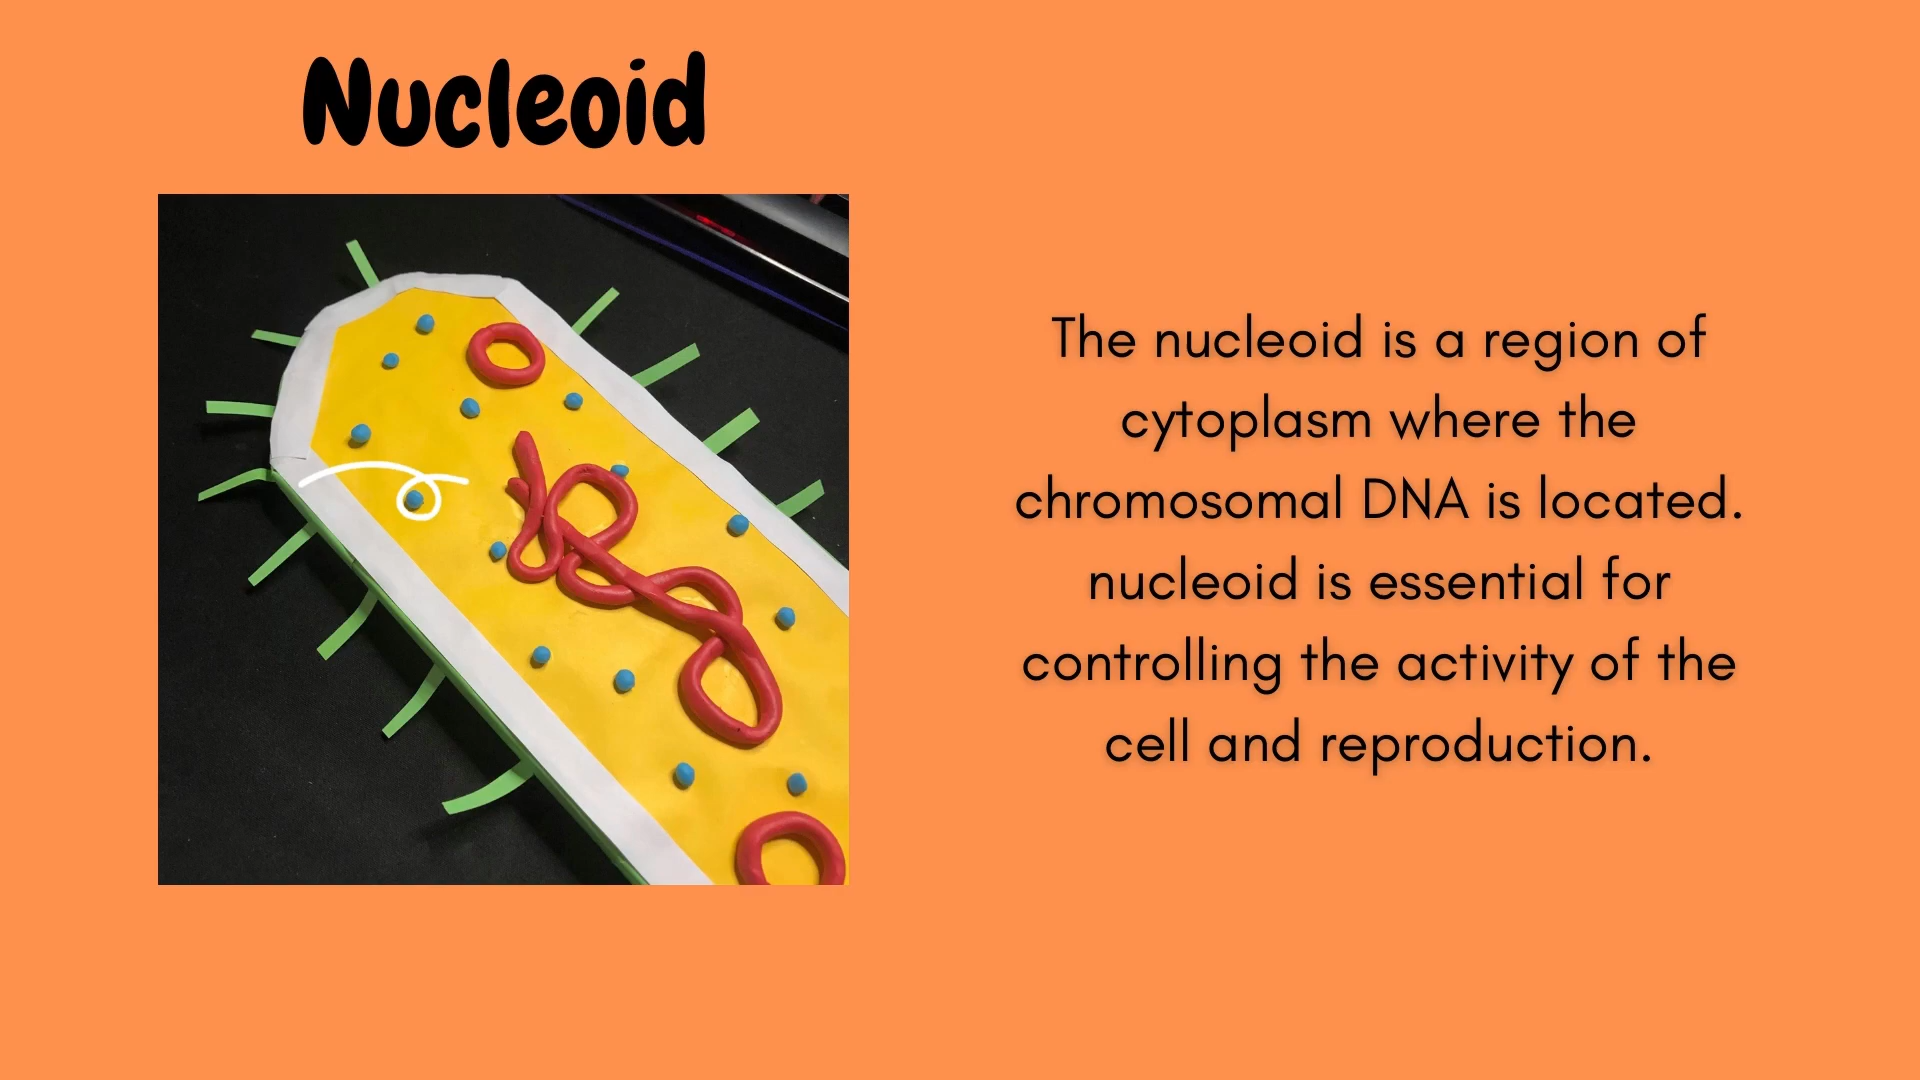 Nucleoid
The nucleoid is a region of
cytoplasm where the
chromosomal DNA is located.
nucleoid is essential for
controlling the activity of the
cell and reproduction.